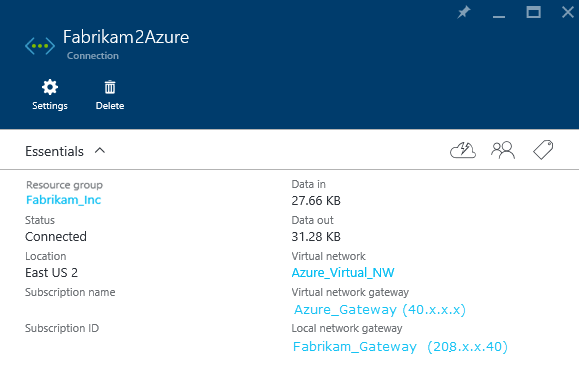 Fabrikam2Azure
Connection
Settings
Delete
Essentials
Resource group
Fabrikam_Inc
Status
Connected
Location
East US 2
Subscription name
Subscription ID
Data in
27.66 KB
Data out
31.28 KB
Virtual network
Azure_Virtual_NW
Virtual network gateway
Azure_Gateway (40.x.x.x)
Local network gateway
Fabrikam_Gateway (208.x.x.40)